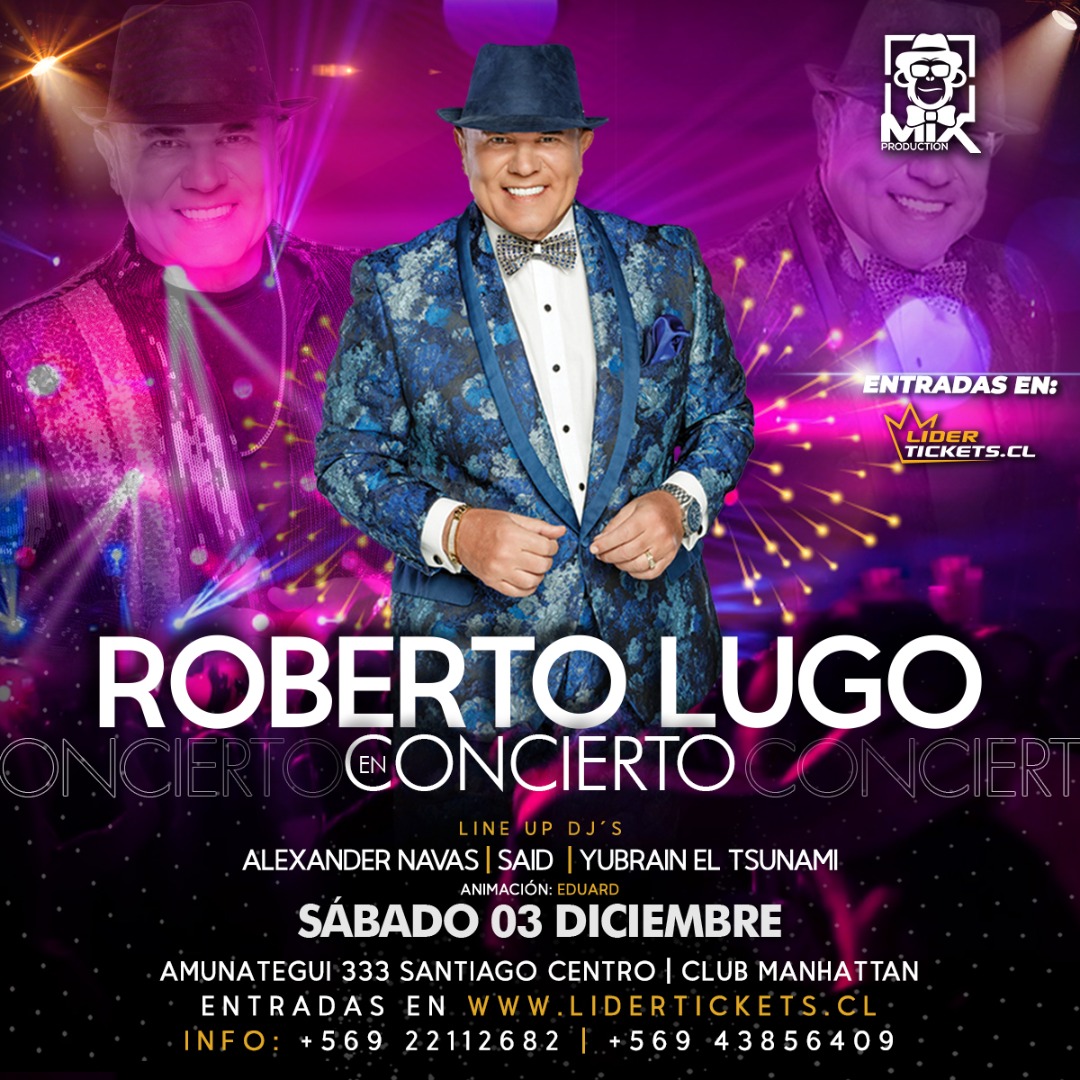 MIX
PRODUCTION
ENTRADAS EN:
LIDER
TICKETS.CL
ROBERTO LUGO
ONCIERTO EN CONCIERTO CONCIERT
LINE UP DJ´S
ALEXANDER NAVAS | SAID | YUBRAIN EL TSUNAMI
ANIMACIÓN: EDUARD
SÁBADO 03 DICIEMBRE
AMUNATEGUI 333 SANTIAGO CENTRO | CLUB MANHATTAN
ENTRADAS EN WWW.LIDERTICKETS.CL
INFO: +569 22112682 | +569 43856409